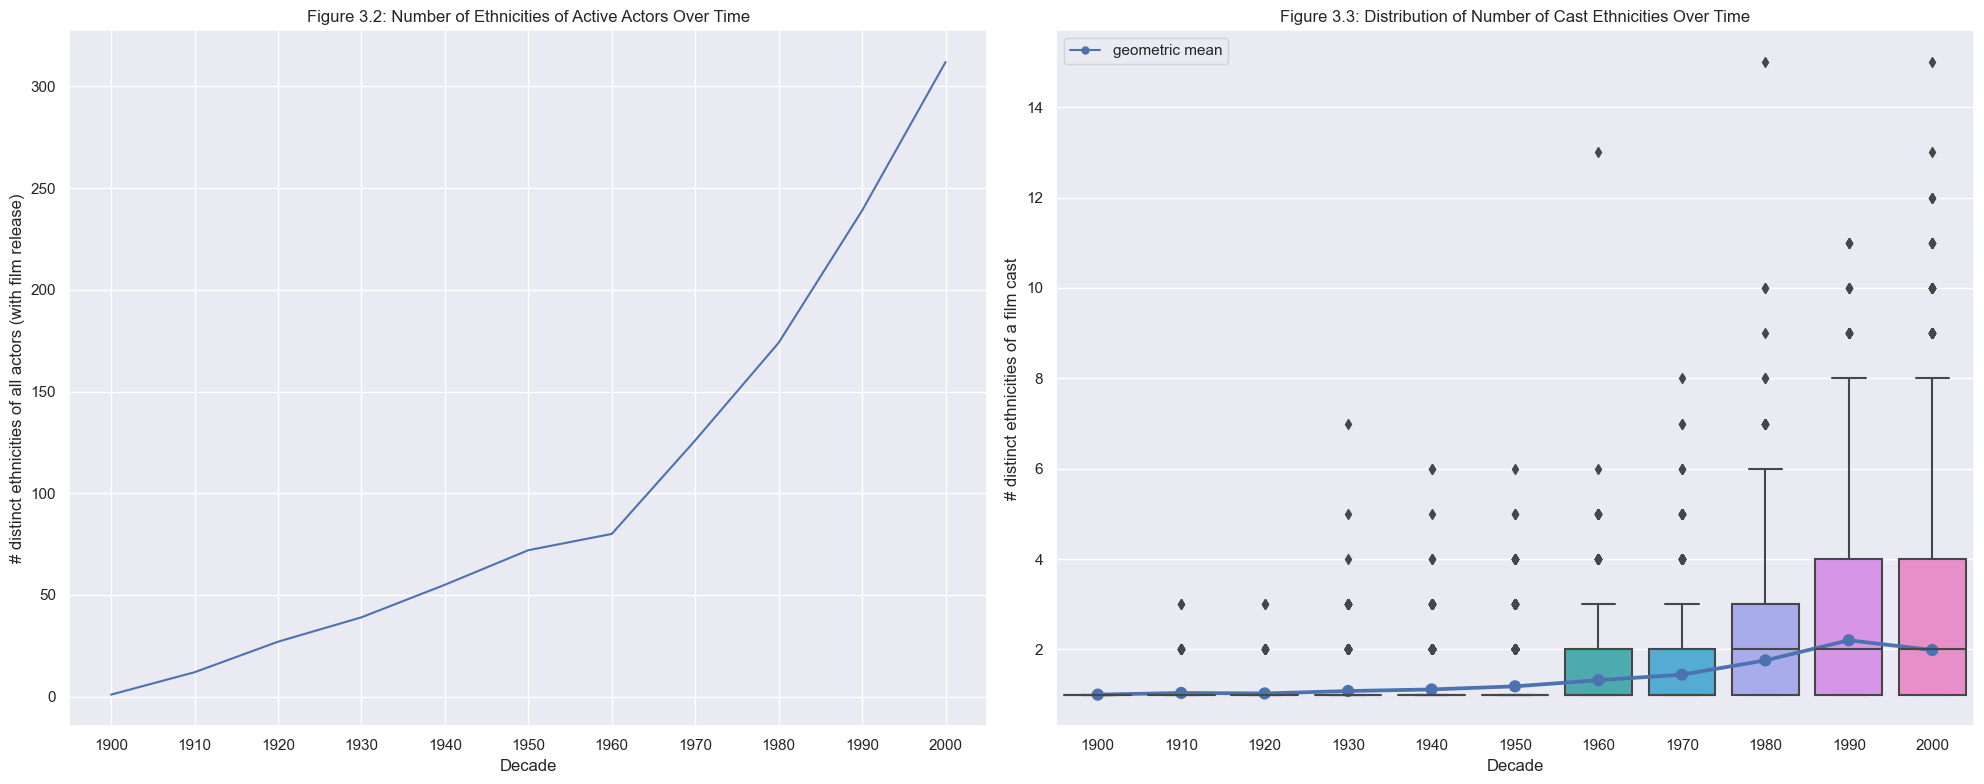 Figure 3.2: Number of Ethnicities of Active Actors Over Time
# distinct ethnicities of all actors (with film release)
300
250
200
150
100
50
0
1900 1910 1920 1930 1940 1950 1960 1970 1980 1990 2000
Decade
Figure 3.3: Distribution of Number of Cast Ethnicities Over Time
geometric mean
# distinct ethnicities of a film cast
14
12
10
8
6
4
2
1900 1910 1920 1930 1940 1950 1960 1970 1980 1990 2000
Decade